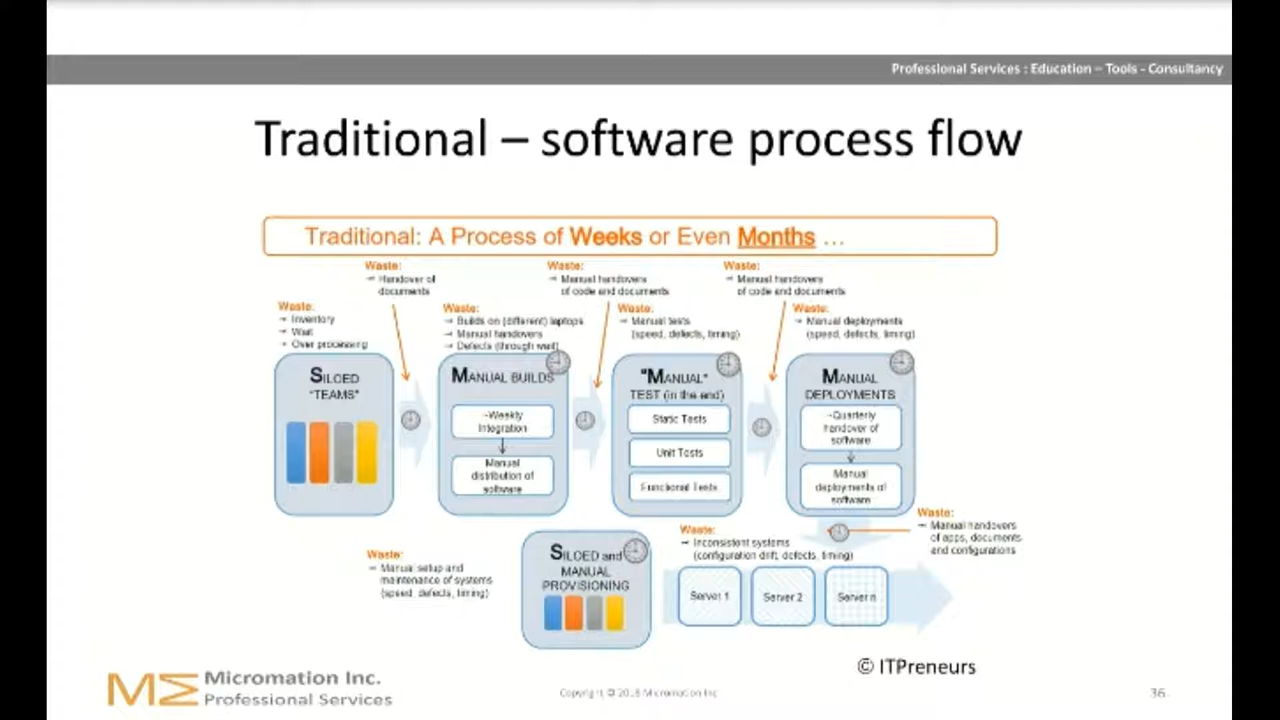 Professional Services : Education – Tools - Consultancy
Traditional – software process flow
Traditional: A Process of Weeks or Even Months ...
Waste:
→ Handover of
documents
Waste:
→ Manual handovers
of code and documents
Waste:
→ Manual handovers
of code and documents
Waste:
→ Inventory
→ Wait
→ Over processing
Waste:
→ Builds on (different) laptops
→ Manual handovers
→ Defects (through wait)
Waste:
→ Manual tests
(speed, defects, timing)
Waste:
→ Manual deployments
(speed, defects, timing)
SILOED
"TEAMS"
MANUAL BUILDS
~Weekly
Integration
Manual
distribution of
software
"MANUAL"
TEST (in the end)
Static Tests
Unit Tests
Functional Tests
MANUAL
DEPLOYMENTS
~Quarterly
handover of
software
Manual
deployments of
software
Waste:
→ Manual handovers
of apps, documents
and configurations
Waste:
→ Manual setup and
maintenance of systems
(speed, defects, timing)
SILOED and
MANUAL
PROVISIONING
Waste:
→ Inconsistent systems
(configuration drift, defects, timing)
Server 1
Server 2
Server n
© ITPreneurs
ME Micromation Inc.
Professional Services
Copyright © 2018 Micromation Inc
36